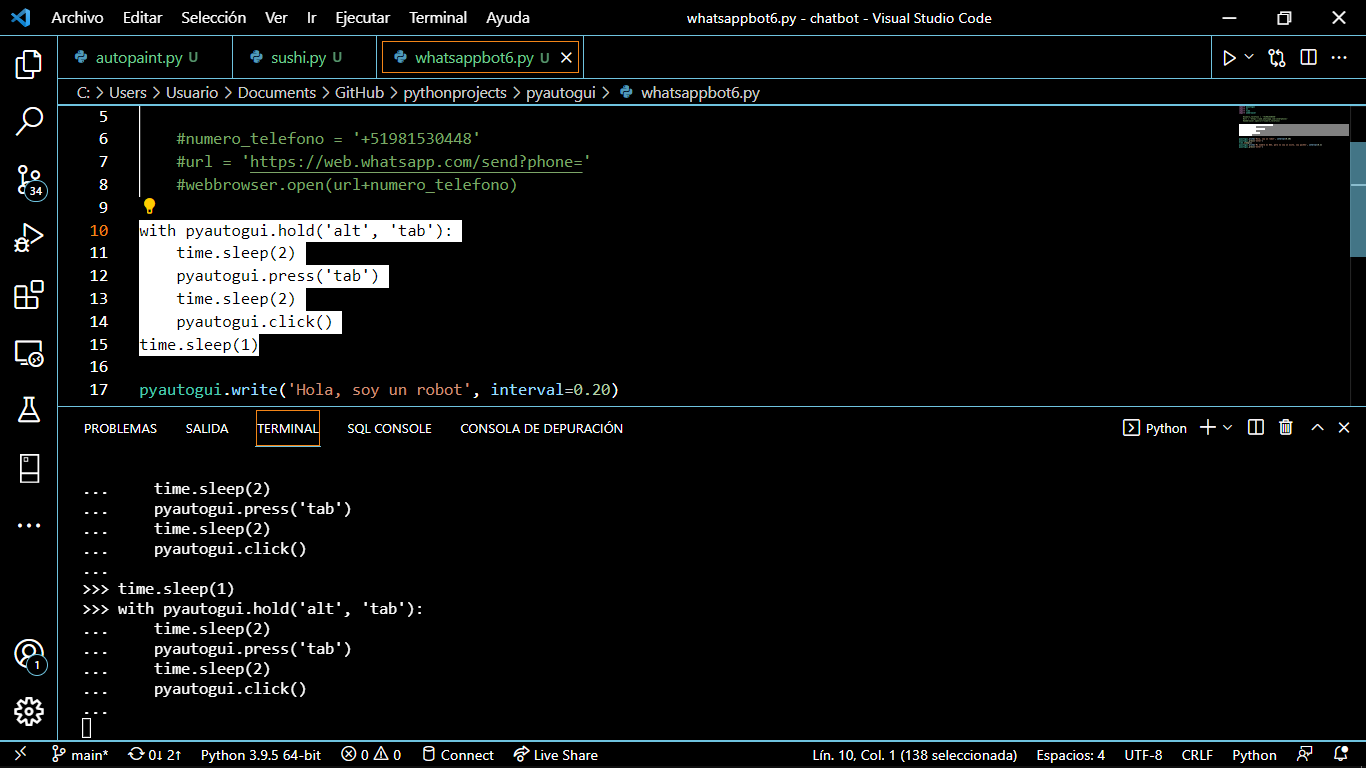 Archivo Editar Selección Ver Ir Ejecutar Terminal Ayuda whatsappbot6.py - chatbot - Visual Studio Code
autopaint.py U sushi.py U whatsappbot6.py U
C: > Users > Usuario > Documents > GitHub > pythonprojects > pyautogui > whatsappbot6.py
5
6 #numero_telefono = '+51981530448'
7 #url = 'https://web.whatsapp.com/send?phone='
8 #webbrowser.open(url+numero_telefono)
9
10 with pyautogui.hold('alt', 'tab'):
11 time.sleep(2)
12 pyautogui.press('tab')
13 time.sleep(2)
14 pyautogui.click()
15 time.sleep(1)
16
17 pyautogui.write('Hola, soy un robot', interval=0.20)
34
PROBLEMAS SALIDA TERMINAL SQL CONSOLE CONSOLA DE DEPURACIÓN Python
... time.sleep(2)
... pyautogui.press('tab')
... time.sleep(2)
... pyautogui.click()
...
>>> time.sleep(1)
>>> with pyautogui.hold('alt', 'tab'):
... time.sleep(2)
... pyautogui.press('tab')
... time.sleep(2)
... pyautogui.click()
...
1
main* 0↓ 2↑ Python 3.9.5 64-bit 0 0 Connect Live Share Lín. 10, Col. 1 (138 seleccionada) Espacios: 4 UTF-8 CRLF Python